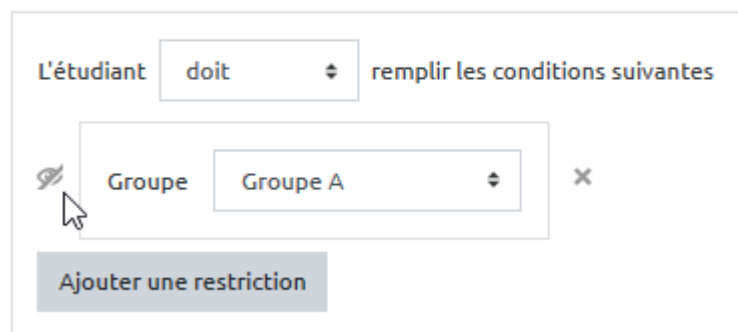 L'étudiant doit remplir les conditions suivantes
Groupe Groupe A
Ajouter une restriction